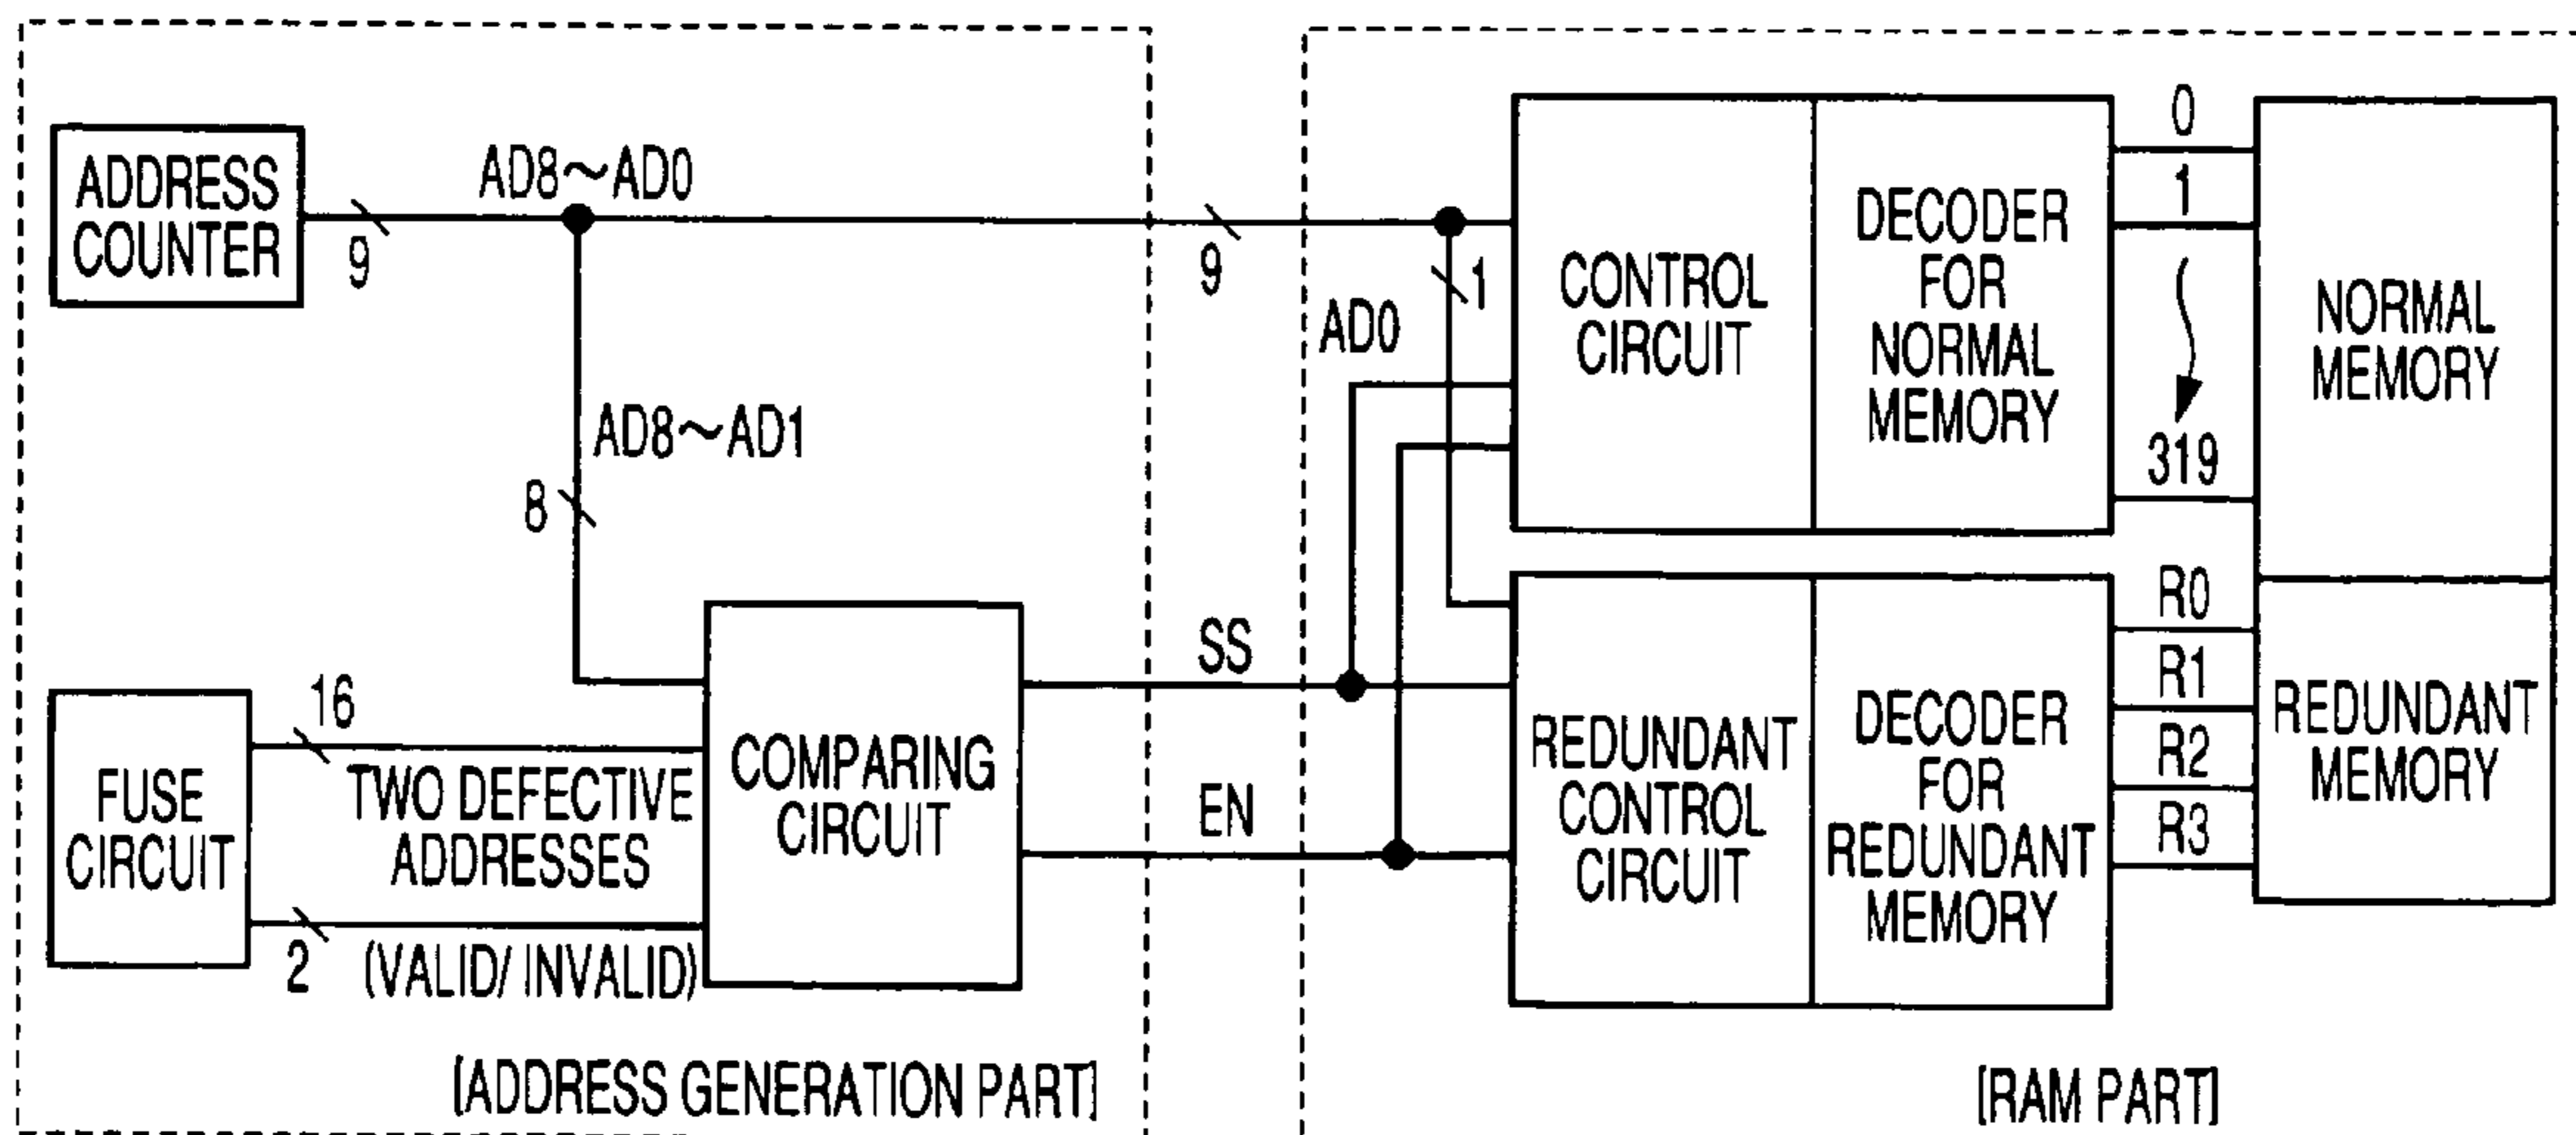 ADDRESS
COUNTER
9
AD8~AD0
9
AD8~AD1
8
FUSE
CIRCUIT
16
TWO DEFECTIVE
ADDRESSES
2
(VALID/ INVALID)
COMPARING
CIRCUIT
SS
EN
[ADDRESS GENERATION PART]
1
AD0
CONTROL
CIRCUIT
DECODER
FOR
NORMAL
MEMORY
0
1
319
NORMAL
MEMORY
REDUNDANT
CONTROL
CIRCUIT
DECODER
FOR
REDUNDANT
MEMORY
R0
R1
R2
R3
REDUNDANT
MEMORY
[RAM PART]